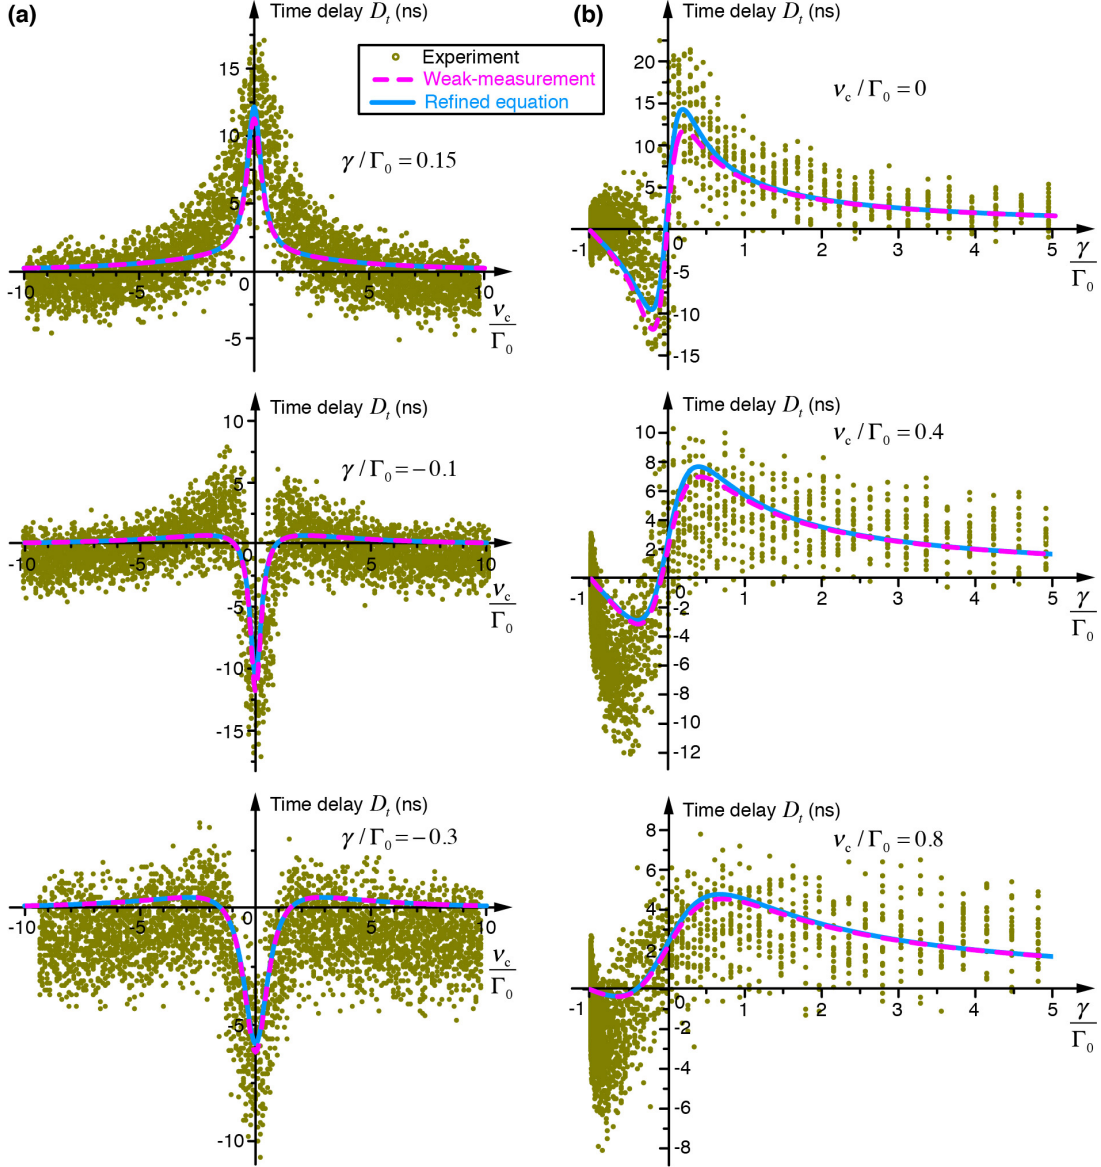 (a)
Time delay D_t (ns)
Experiment
Weak-measurement
Refined equation
γ / Γ_0 = 0.15
15
10
5
-10
-5
0
5
10
-5
ν_c
Γ_0
Time delay D_t (ns)
10
γ / Γ_0 = −0.1
5
-10
-5
0
5
10
-5
ν_c
Γ_0
-10
-15
Time delay D_t (ns)
γ / Γ_0 = −0.3
-10
-5
0
5
10
ν_c
Γ_0
-5
-10
(b)
Time delay D_t (ns)
20
ν_c / Γ_0 = 0
15
10
5
-1
0
1
2
3
4
5
γ
Γ_0
-5
-10
-15
Time delay D_t (ns)
10
ν_c / Γ_0 = 0.4
8
6
4
2
-1
0
1
2
3
4
5
γ
Γ_0
-2
-4
-6
-8
-10
-12
Time delay D_t (ns)
8
ν_c / Γ_0 = 0.8
6
4
2
-1
0
1
2
3
4
5
γ
Γ_0
-2
-4
-6
-8